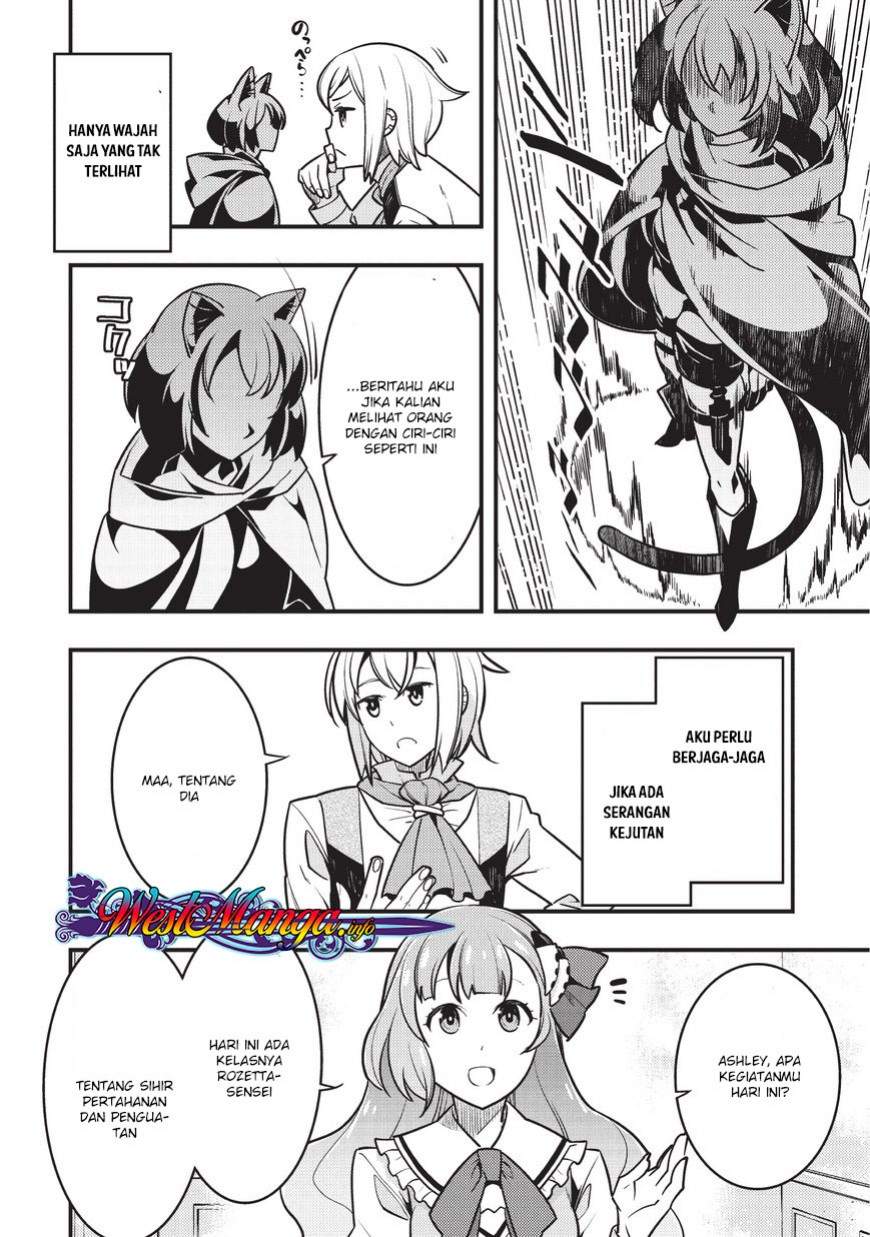 のっぺら…
HANYA WAJAH
SAJA YANG TAK
TERLIHAT
...BERITAHU AKU
JIKA KALIAN
MELIHAT ORANG
DENGAN CIRI-CIRI
SEPERTI INI
コクッ
AKU PERLU
BERJAGA-JAGA
JIKA ADA
SERANGAN
KEJUTAN
MAA, TENTANG
DIA
WestManga.info
ASHLEY, APA
KEGIATANMU
HARI INI?
HARI INI ADA
KELASNYA
ROZETTA-
SENSEI
TENTANG SIHIR
PERTAHANAN
DAN PENGUA-
TAN